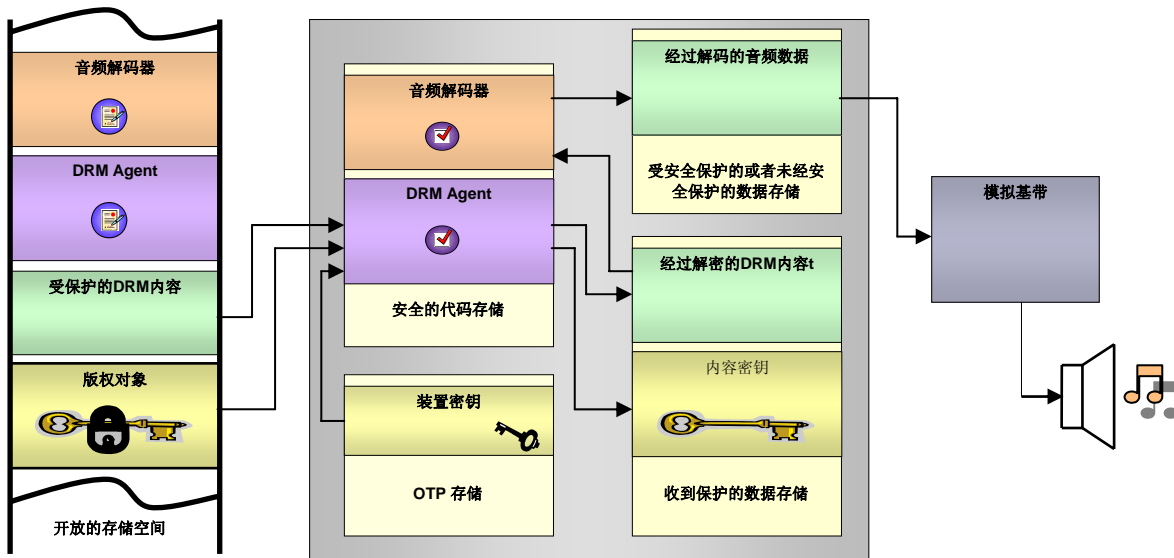 音频解码器
DRM Agent
受保护的DRM内容
版权对象
开放的存储空间
音频解码器
DRM Agent
安全的代码存储
装置密钥
OTP 存储
经过解码的音频数据
受安全保护的或者未经安
全保护的数据存储
经过解密的DRM内容t
内容密钥
收到保护的数据存储
模拟基带